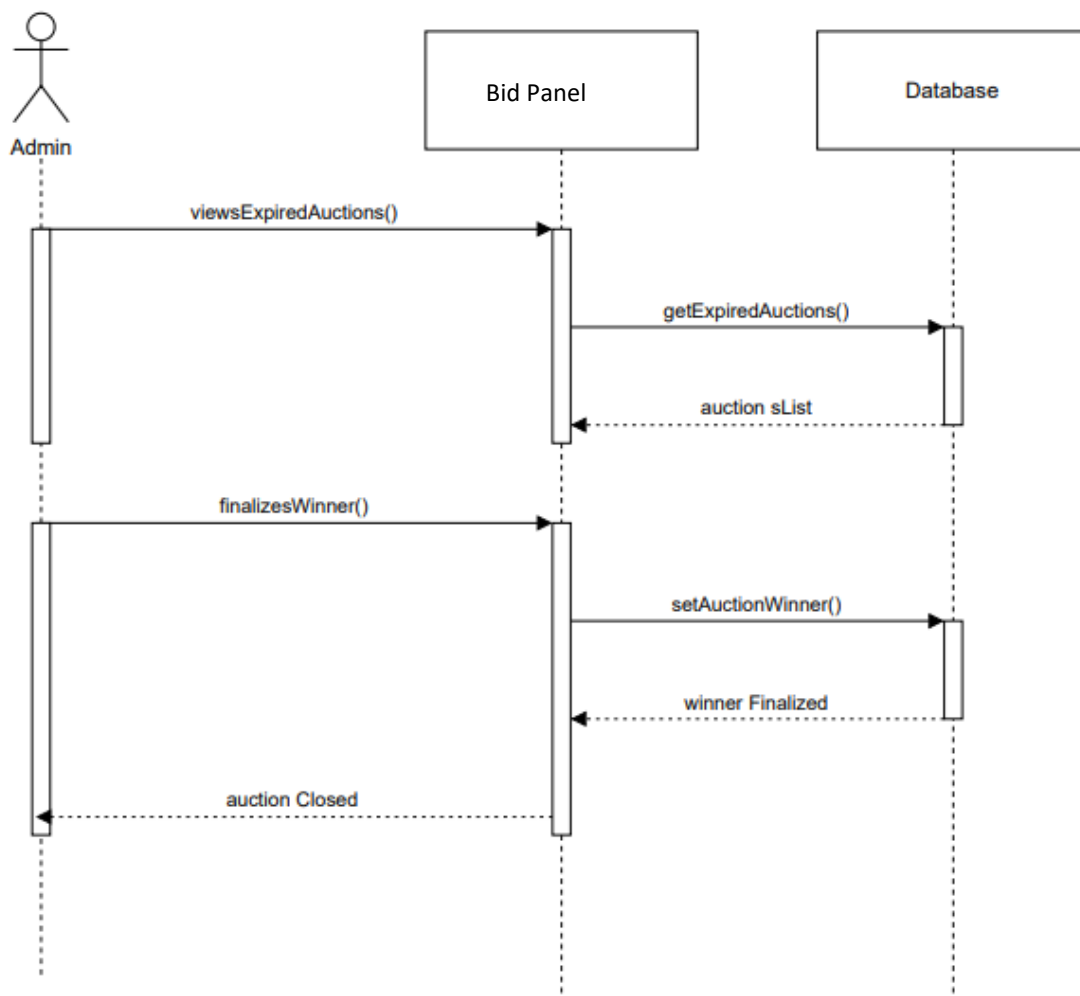 Admin
Bid Panel
Database
viewsExpiredAuctions()
getExpiredAuctions()
auction sList
finalizesWinner()
setAuctionWinner()
winner Finalized
auction Closed